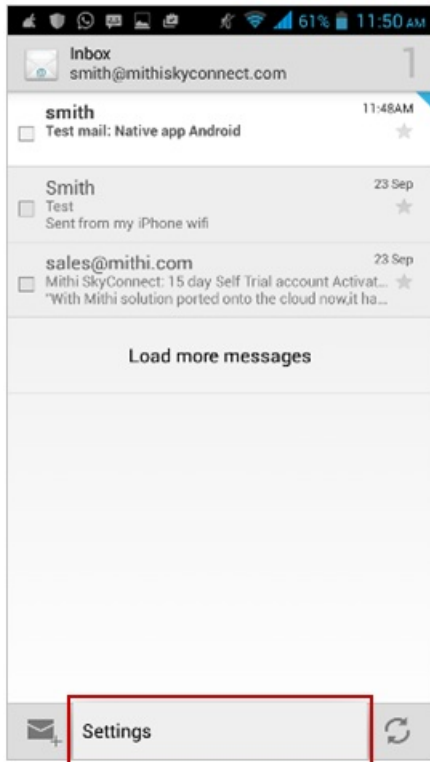 61% 11:50 AM
Inbox
smith@mithiskyconnect.com
1
smith
11:48AM
Test mail: Native app Android
Smith
23 Sep
Test
Sent from my iPhone wifi
sales@mithi.com
23 Sep
Mithi SkyConnect: 15 day Self Trial account Activat...
"With Mithi solution ported onto the cloud now,it ha...
Load more messages
Settings